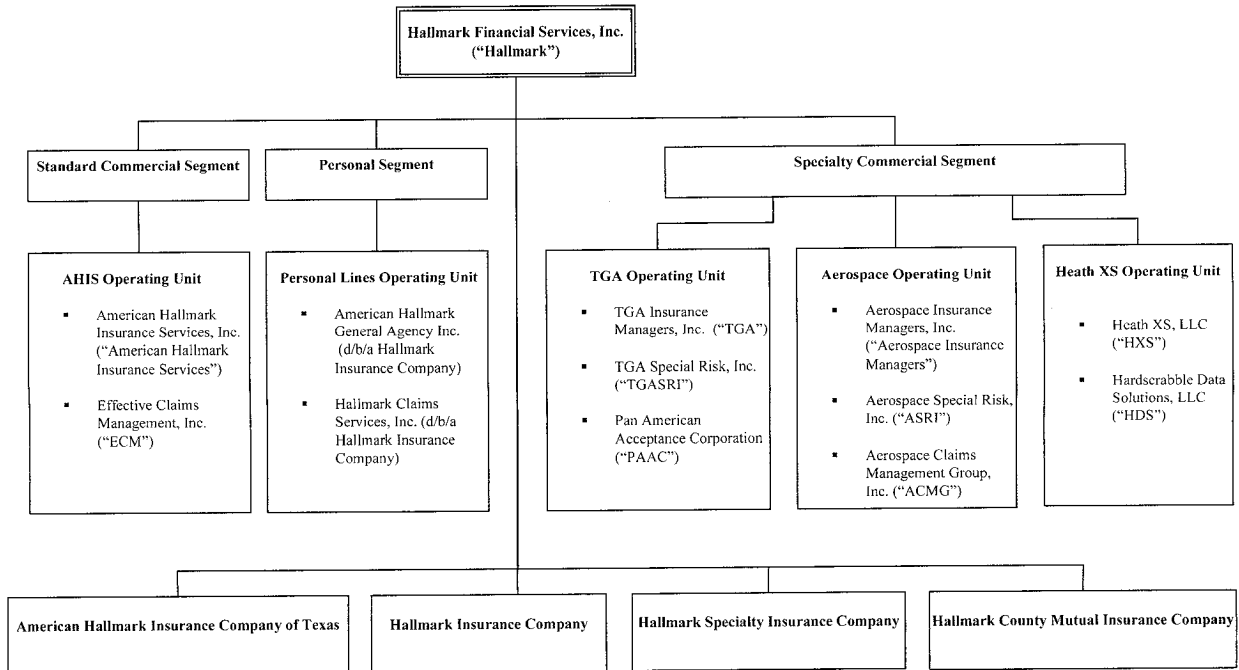 Hallmark Financial Services, Inc.
(“Hallmark”)
Standard Commercial Segment
Personal Segment
Specialty Commercial Segment
AHIS Operating Unit
▪ American Hallmark
Insurance Services, Inc.
(“American Hallmark
Insurance Services”)
▪ Effective Claims
Management, Inc.
(“ECM”)
Personal Lines Operating Unit
▪ American Hallmark
General Agency Inc.
(d/b/a Hallmark
Insurance Company)
▪ Hallmark Claims
Services, Inc. (d/b/a
Hallmark Insurance
Company)
TGA Operating Unit
▪ TGA Insurance
Managers, Inc. (“TGA”)
▪ TGA Special Risk, Inc.
(“TGASRI”)
▪ Pan American
Acceptance Corporation
(“PAAC”)
Aerospace Operating Unit
▪ Aerospace Insurance
Managers, Inc.
(“Aerospace Insurance
Managers”)
▪ Aerospace Special Risk,
Inc. (“ASRI”)
▪ Aerospace Claims
Management Group,
Inc. (“ACMG”)
Heath XS Operating Unit
▪ Heath XS, LLC
(“HXS”)
▪ Hardscrabble Data
Solutions, LLC
(“HDS”)
American Hallmark Insurance Company of Texas
Hallmark Insurance Company
Hallmark Specialty Insurance Company
Hallmark County Mutual Insurance Company